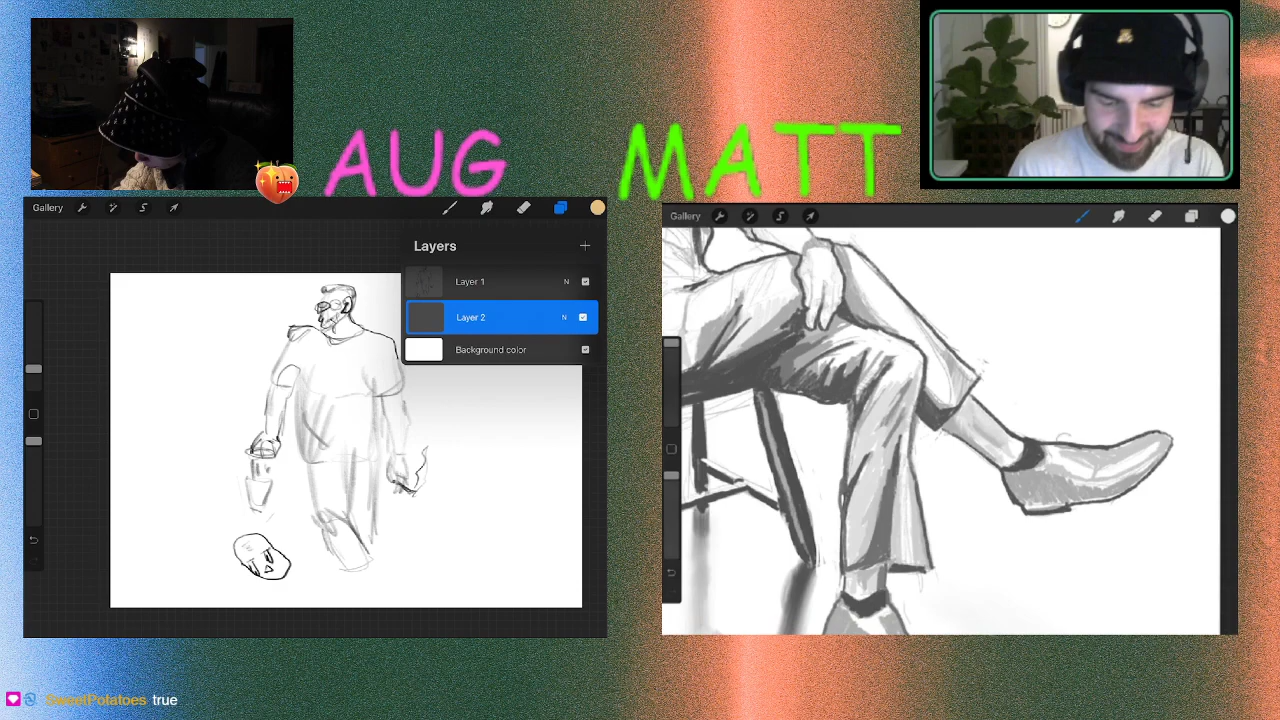 AUG
MATT
Gallery
Layers
Layer 1
N
Layer 2
N
Background color
Gallery
SweetPotatoes true